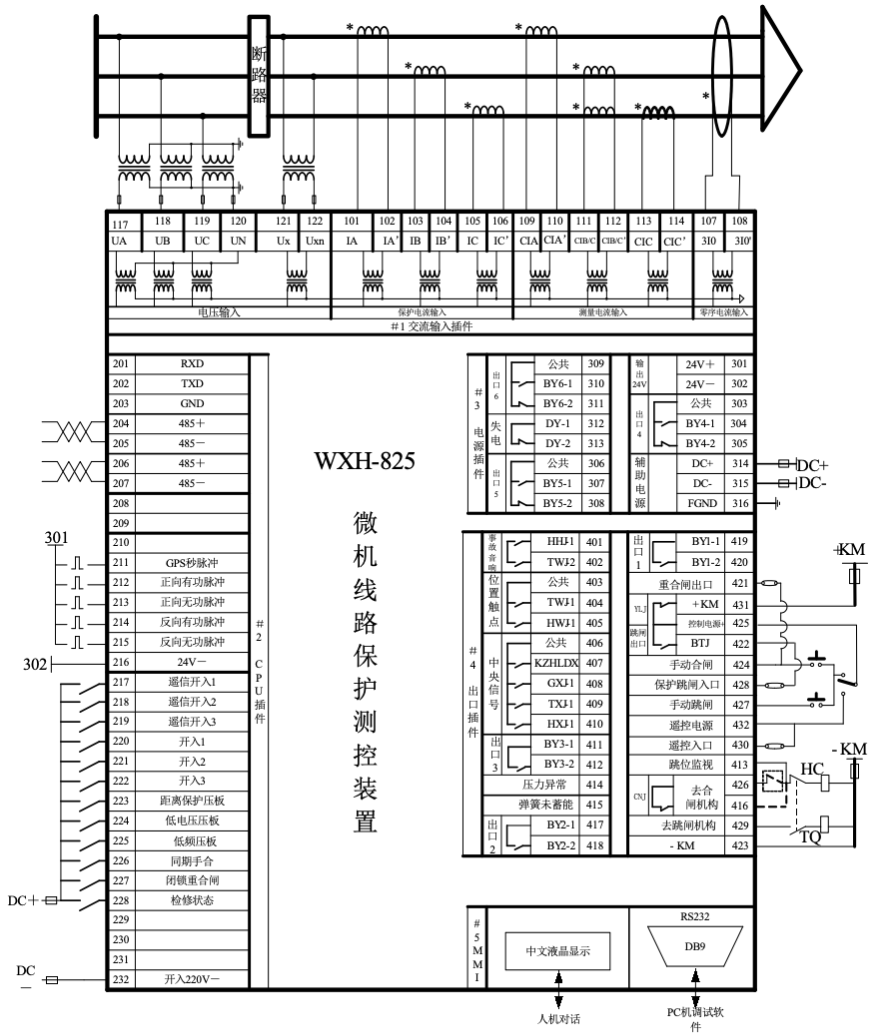 断路器
* * * * * * *
117 118 119 120 121 122 101 102 103 104 105 106 109 110 111 112 113 114 107 108
UA UB UC UN Ux Uxn IA IA' IB IB' IC IC' CIA CIA' CIB/C CIB/C' CIC CIC' 3I0 3I0'
电压输入 保护电流输入 测量电流输入 零序电流输入
#1 交流输入插件
WXH-825
微机线路保护测控装置
#2 CPU插件
201 RXD
202 TXD
203 GND
204 485+
205 485-
206 485+
207 485-
208
209
210
301
211 GPS秒脉冲
212 正向有功脉冲
213 正向无功脉冲
214 反向有功脉冲
215 反向无功脉冲
302 216 24V-
217 遥信开入1
218 遥信开入2
219 遥信开入3
220 开入1
221 开入2
222 开入3
223 距离保护压板
224 低电压压板
225 低频压板
226 同期手合
227 闭锁重合闸
DC+ 228 检修状态
229
230
231
DC- 232 开入220V-
#3 电源插件
出口6
公共 309
BY6-1 310
BY6-2 311
失电
DY-1 312
DY-2 313
出口5
公共 306
BY5-1 307
BY5-2 308
输出24V
24V+ 301
24V- 302
出口4
公共 303
BY4-1 304
BY4-2 305
辅助电源
DC+ 314 DC+
DC- 315 DC-
FGND 316
#4 出口插件
事故音响
HHJ-1 401
TWJ-2 402
位置触点
公共 403
TWJ-1 404
HWJ-1 405
中央信号
公共 406
KZHLDX 407
GXJ-1 408
TXJ-1 409
HXJ-1 410
出口3
BY3-1 411
BY3-2 412
压力异常 414
弹簧未蓄能 415
出口2
BY2-1 417
BY2-2 418
出口1
BY1-1 419
BY1-2 420
重合闸出口 421
YLJ
+KM 431
控制电源+ 425
跳闸出口
BTJ 422
手动合闸 424
保护跳闸入口 428
手动跳闸 427
遥控电源 432
遥控入口 430
跳位监视 413
CNJ
去合闸机构 426
416
去跳闸机构 429
- KM 423
+KM
- KM
HC
TQ
#5MMI
中文液晶显示
人机对话
RS232
DB9
PC机调试软件